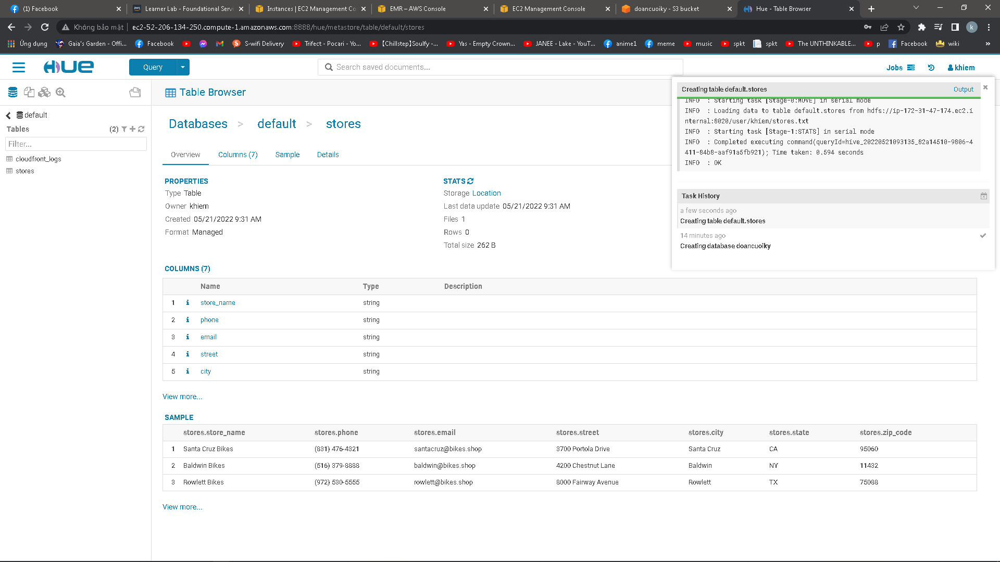 (1) Facebook
Learner Lab - Foundational Servi
Instances | EC2 Management Co
EMR – AWS Console
EC2 Management Console
doancuoiky - S3 bucket
Hue - Table Browser
Không bảo mật
ec2-52-206-134-250.compute-1.amazonaws.com:8888/hue/metastore/table/default/stores
k
Ứng dụng
Gaia's Garden - Offi...
Facebook
S-wifi Delivery
Trifect - Pocari - Yo...
【Chillstep】Soulfy -...
Yas - Empty Crown...
JANEE - Lake - YouT...
anime1
meme
music
spkt
spkt
The UNTHINKABLE...
p
Facebook
wiki
»
HUE
Query
Search saved documents...
Jobs
khiem
default
Tables
(2)
Filter...
cloudfront_logs
stores
Table Browser
Databases > default > stores
Overview
Columns (7)
Sample
Details
PROPERTIES
Type Table
Owner khiem
Created 05/21/2022 9:31 AM
Format Managed
STATS
Storage Location
Last data update 05/21/2022 9:31 AM
Files 1
Rows 0
Total size 262 B
Creating table default.stores
Output
INFO : Starting task [Stage-0:MOVE] in serial mode
INFO : Loading data to table default.stores from hdfs://ip-172-31-47-174.ec2.i
nternal:8020/user/khiem/stores.txt
INFO : Starting task [Stage-1:STATS] in serial mode
INFO : Completed executing command(queryId=hive_20220521093135_82a14510-9806-4
411-84b8-aaf91a5fb921); Time taken: 0.594 seconds
INFO : OK
Task History
a few seconds ago
Creating table default.stores
14 minutes ago
Creating database doancuoiky
COLUMNS (7)
Name Type Description
1 store_name string
2 phone string
3 email string
4 street string
5 city string
View more...
SAMPLE
stores.store_name stores.phone stores.email stores.street stores.city stores.state stores.zip_code
1 Santa Cruz Bikes (831) 476-4321 santacruz@bikes.shop 3700 Portola Drive Santa Cruz CA 95060
2 Baldwin Bikes (516) 379-8888 baldwin@bikes.shop 4200 Chestnut Lane Baldwin NY 11432
3 Rowlett Bikes (972) 530-5555 rowlett@bikes.shop 8000 Fairway Avenue Rowlett TX 75088
View more...